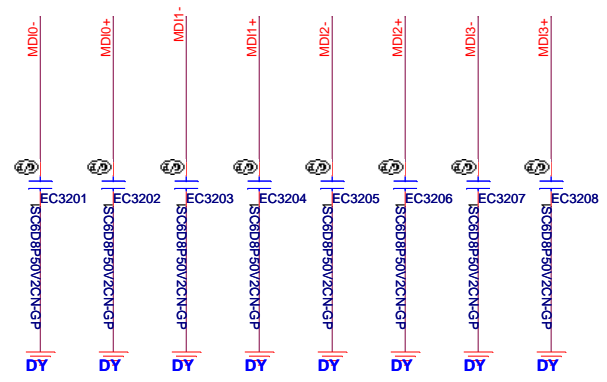 MDI0-
MDI0+
MDI1-
MDI1+
MDI2-
MDI2+
MDI3-
MDI3+
EC3201
EC3202
EC3203
EC3204
EC3205
EC3206
EC3207
EC3208
SC6D8P50V2CN-GP
SC6D8P50V2CN-GP
SC6D8P50V2CN-GP
SC6D8P50V2CN-GP
SC6D8P50V2CN-GP
SC6D8P50V2CN-GP
SC6D8P50V2CN-GP
SC6D8P50V2CN-GP
DY
DY
DY
DY
DY
DY
DY
DY